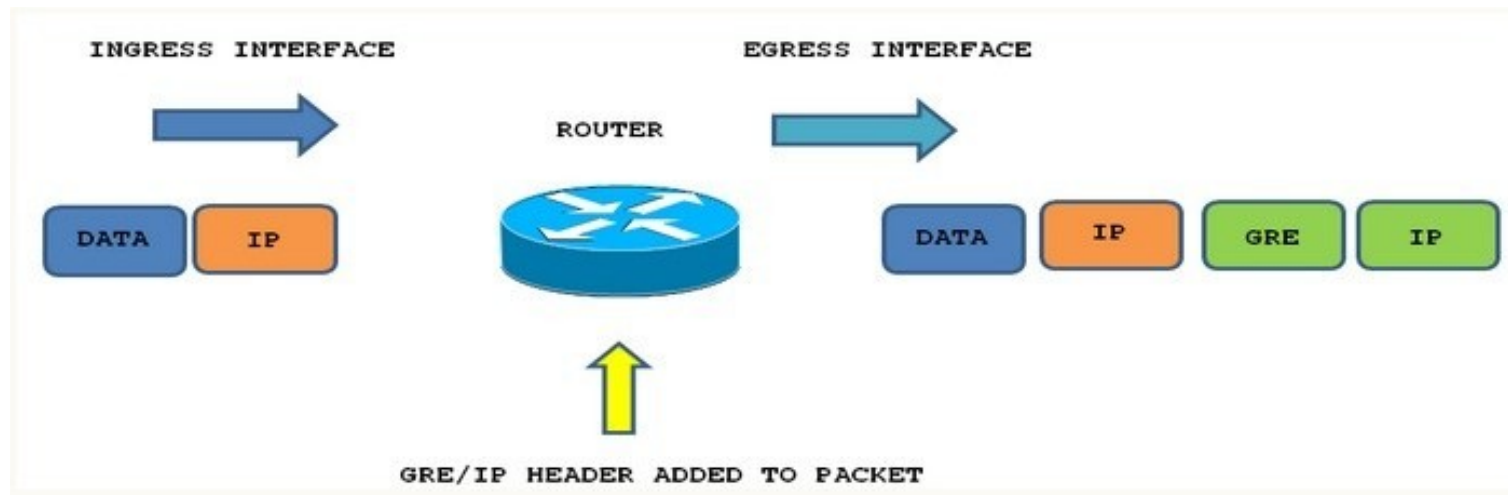 INGRESS INTERFACE
EGRESS INTERFACE
ROUTER
DATA
IP
DATA
IP
GRE
IP
GRE/IP HEADER ADDED TO PACKET